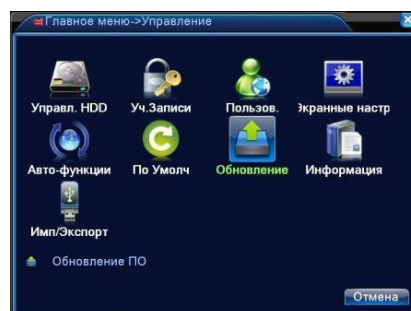 Главное меню->Управление
Управл. HDD Уч.Записи Пользов. Экранные настр
Авто-функции По Умолч Обновление Информация
Имп/Экспорт
Обновление ПО
Отмена